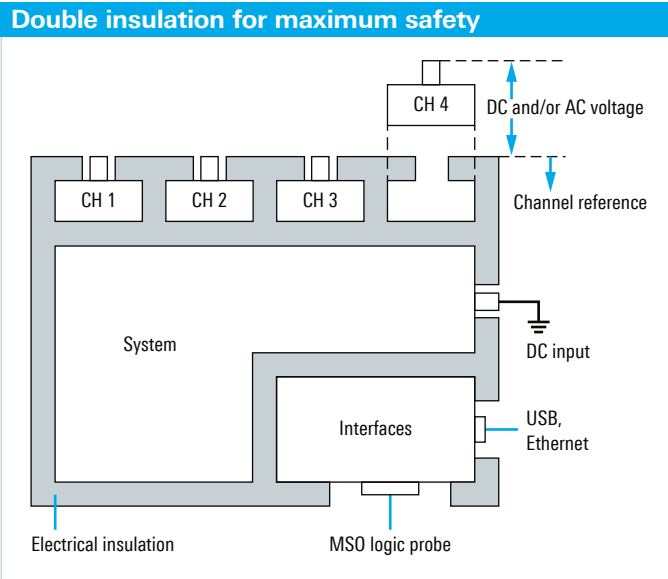 Double insulation for maximum safety
CH 4
DC and/or AC voltage
CH 1
CH 2
CH 3
Channel reference
System
DC input
Interfaces
USB,
Ethernet
Electrical insulation
MSO logic probe